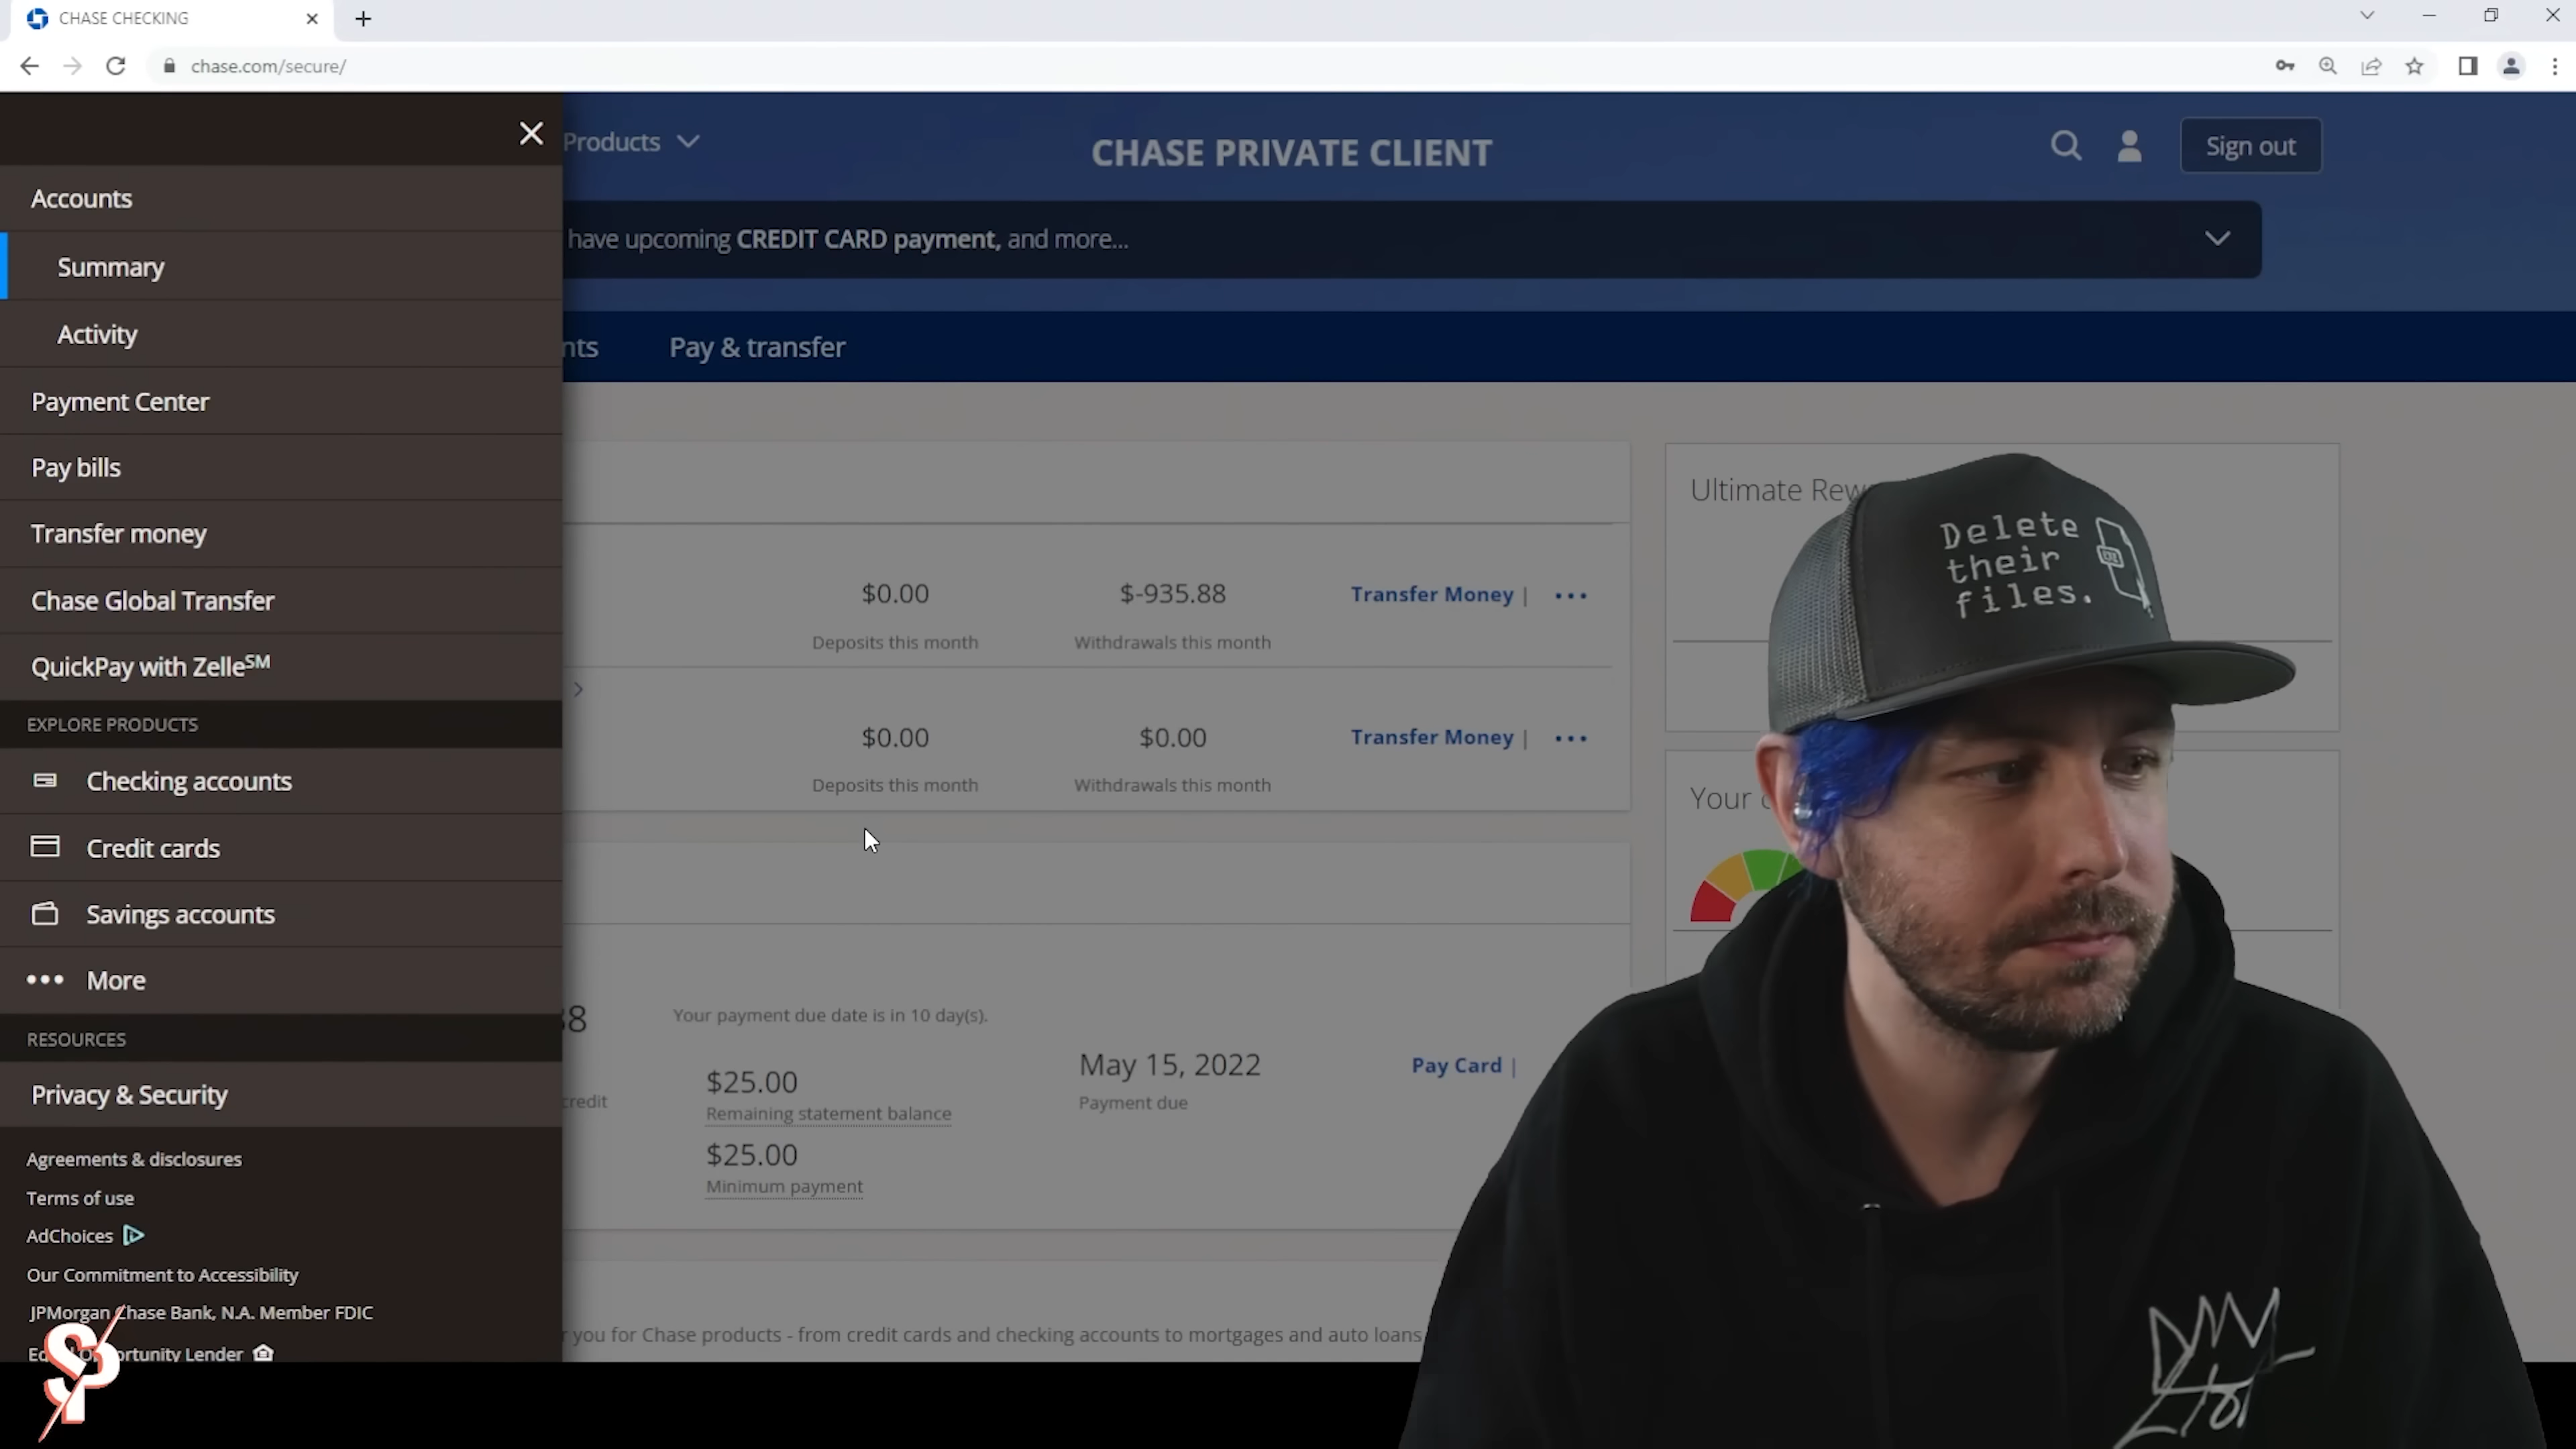 CHASE CHECKING
chase.com/secure/
Products
CHASE PRIVATE CLIENT
Sign out
have upcoming CREDIT CARD payment, and more...
nts
Pay & transfer
Accounts
Summary
Activity
Payment Center
Pay bills
Transfer money
Chase Global Transfer
QuickPay with Zelle℠
EXPLORE PRODUCTS
Checking accounts
Credit cards
Savings accounts
More
RESOURCES
Privacy & Security
Agreements & disclosures
Terms of use
AdChoices
Our Commitment to Accessibility
JPMorgan Chase Bank, N.A. Member FDIC
Opportunity Lender
SP
$0.00
$-935.88
Transfer Money |
Deposits this month
Withdrawals this month
$0.00
$0.00
Transfer Money |
Deposits this month
Withdrawals this month
38
credit
Your payment due date is in 10 day(s).
$25.00
Remaining statement balance
$25.00
Minimum payment
May 15, 2022
Payment due
Pay Card |
you for Chase products - from credit cards and checking accounts to mortgages and auto loans
Ultimate
Your
Delete
their
files.